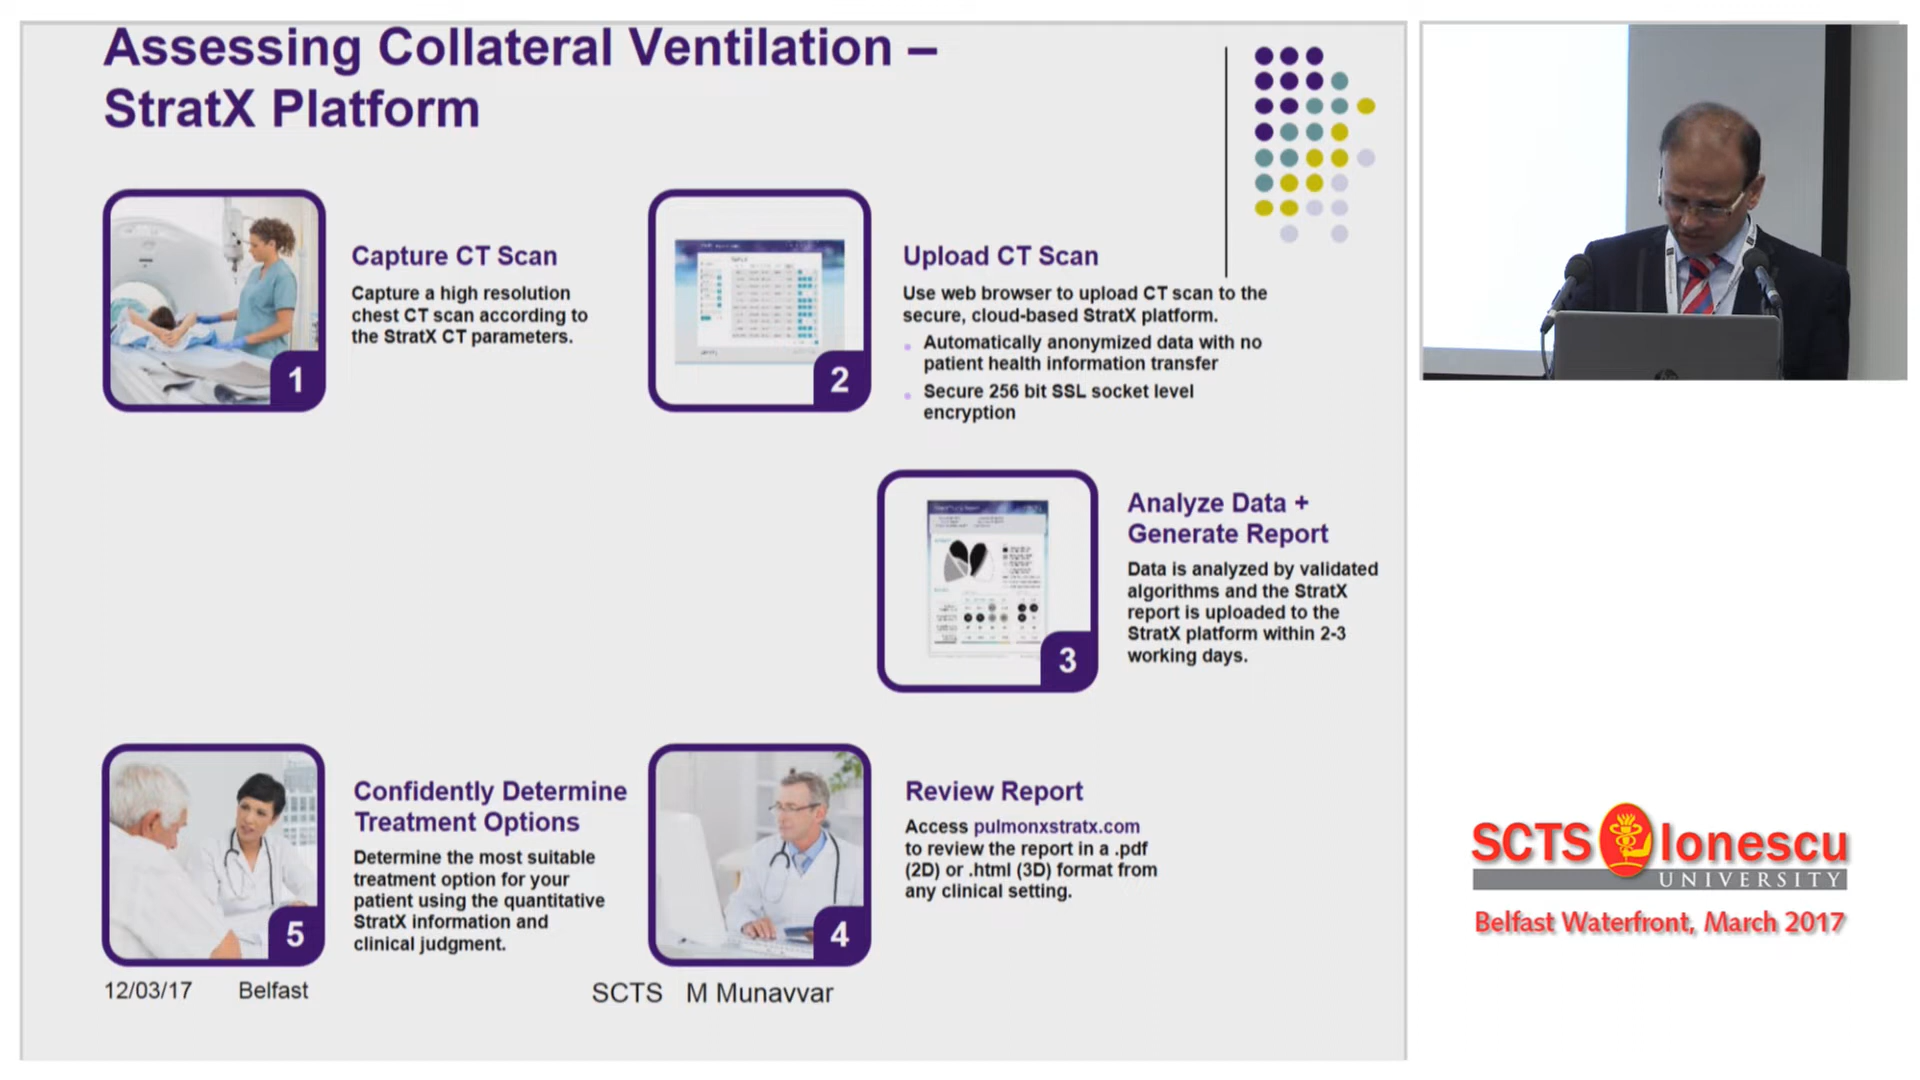 Assessing Collateral Ventilation –
StratX Platform
1
Capture CT Scan
Capture a high resolution
chest CT scan according to
the StratX CT parameters.
2
Upload CT Scan
Use web browser to upload CT scan to the
secure, cloud-based StratX platform.
Automatically anonymized data with no
patient health information transfer
Secure 256 bit SSL socket level
encryption
3
Analyze Data +
Generate Report
Data is analyzed by validated
algorithms and the StratX
report is uploaded to the
StratX platform within 2-3
working days.
5
Confidently Determine
Treatment Options
Determine the most suitable
treatment option for your
patient using the quantitative
StratX information and
clinical judgment.
4
Review Report
Access pulmonxstratx.com
to review the report in a .pdf
(2D) or .html (3D) format from
any clinical setting.
12/03/17 Belfast SCTS M Munavvar
SCTS Ionescu
UNIVERSITY
Belfast Waterfront, March 2017